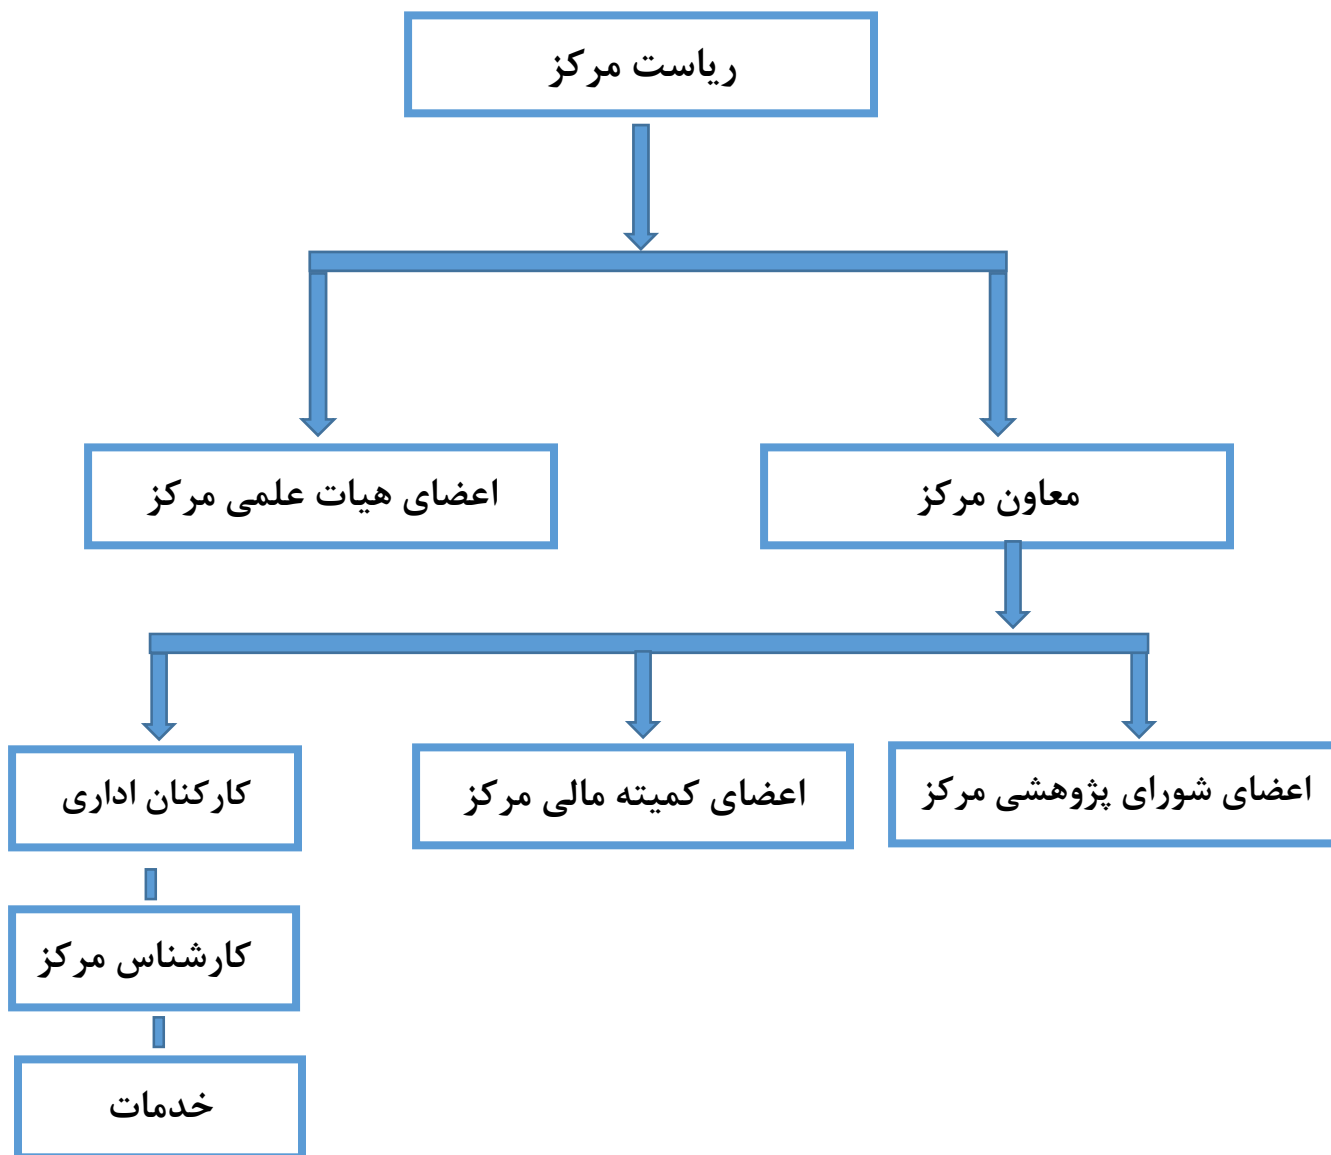 ریاست مرکز
معاون مرکز
اعضای هیات علمی مرکز
اعضای شورای پژوهشی مرکز
اعضای کمیته مالی مرکز
کارکنان اداری
کارشناس مرکز
خدمات